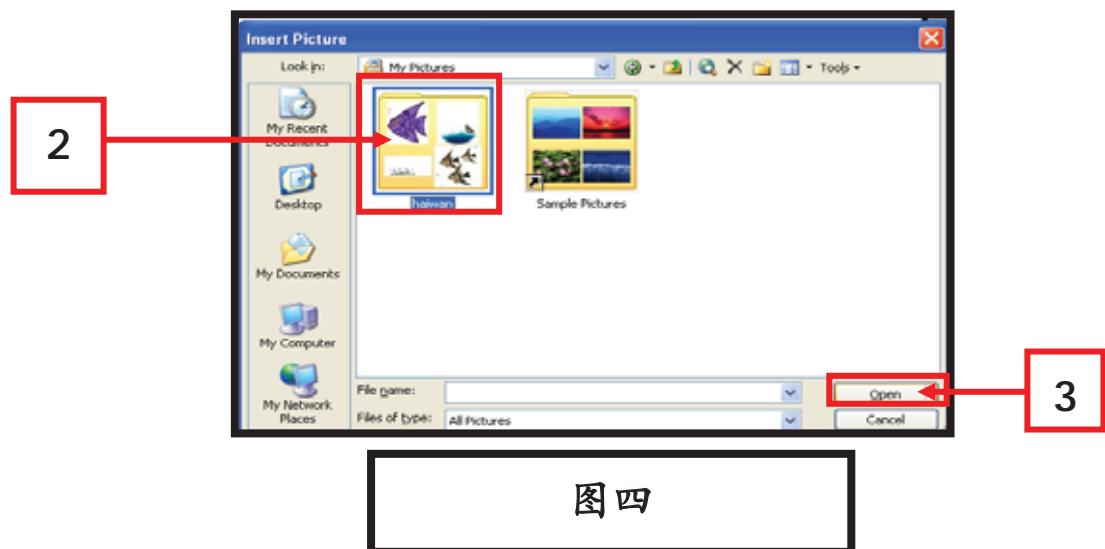 Insert Picture
Look in:
My Pictures
Tools
2
My Recent
Documents
haiwan
Sample Pictures
Desktop
My Documents
My Computer
My Network
Places
File name:
Open
3
Files of type:
All Pictures
Cancel
图四